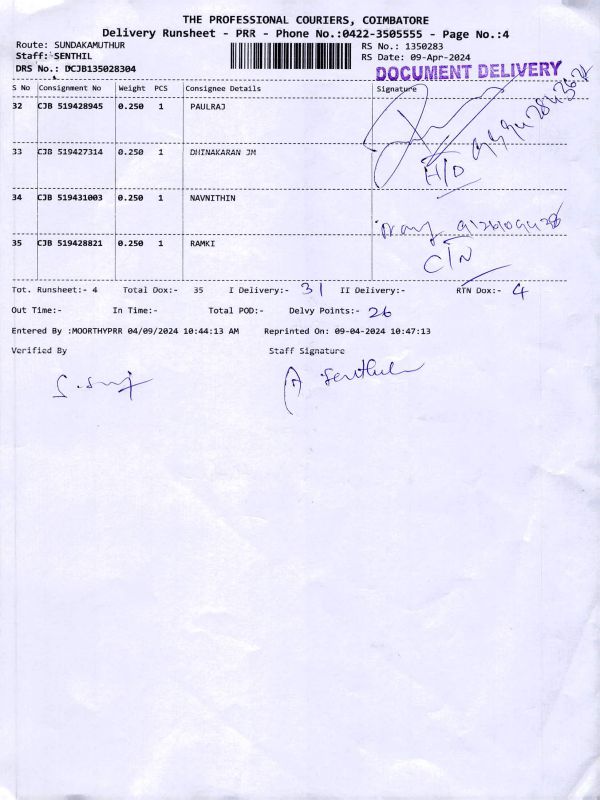 THE PROFESSIONAL COURIERS, COIMBATORE
Delivery Runsheet - PRR - Phone No.:0422-3505555 - Page No.:4
Route: SUNDAKAMUTHUR RS No.: 1350283
Staff: SENTHIL RS Date: 09-Apr-2024
DRS No.: DCJB135028304 DOCUMENT DELIVERY
S No Consignment No Weight PCS Consignee Details Signature
32 CJB 519428945 0.250 1 PAULRAJ
33 CJB 519427314 0.250 1 DHINAKARAN JM H/D
34 CJB 519431003 0.250 1 NAVNITHIN
35 CJB 519428821 0.250 1 RAMKI C/N
Tot. Runsheet:- 4 Total Dox:- 35 I Delivery:- 31 II Delivery:- RTN Dox:- 4
Out Time:- In Time:- Total POD:- Delvy Points:- 26
Entered By :MOORTHYPRR 04/09/2024 10:44:13 AM Reprinted On: 09-04-2024 10:47:13
Verified By Staff Signature
A Senthil